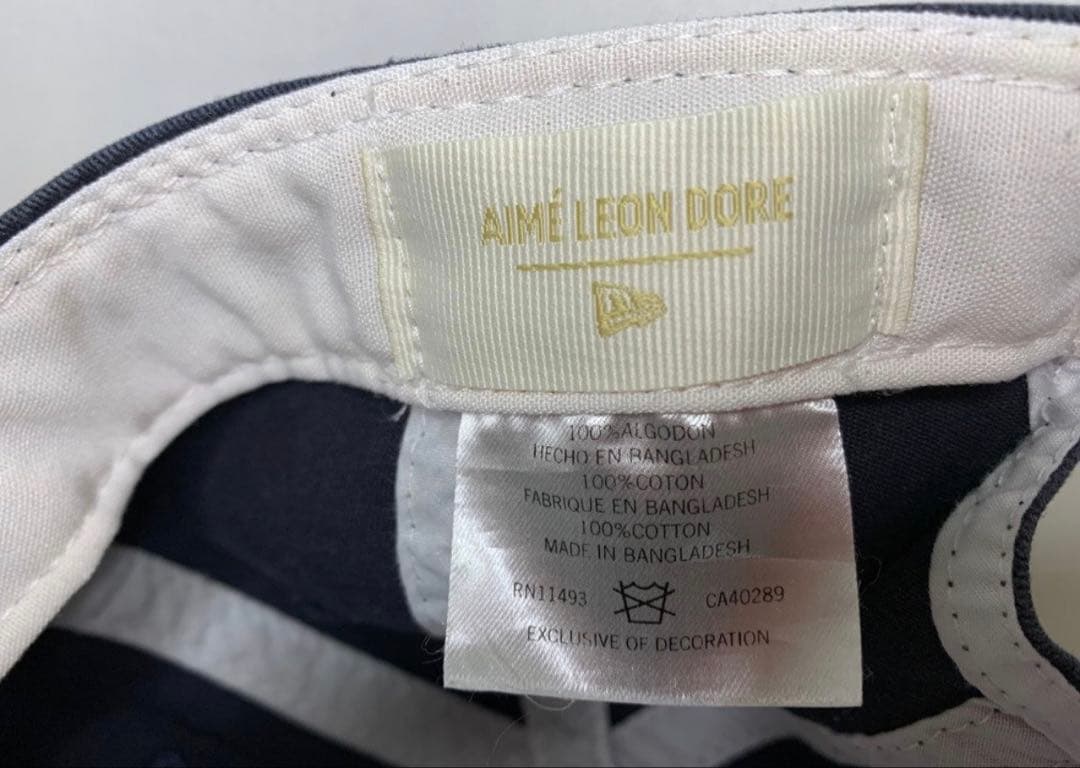 AIMÉ LEON DORE
100%ALGODON
HECHO EN BANGLADESH
100%COTON
FABRIQUE EN BANGLADESH
100%COTTON
MADE IN BANGLADESH
RN11493 CA40289
EXCLUSIVE OF DECORATION